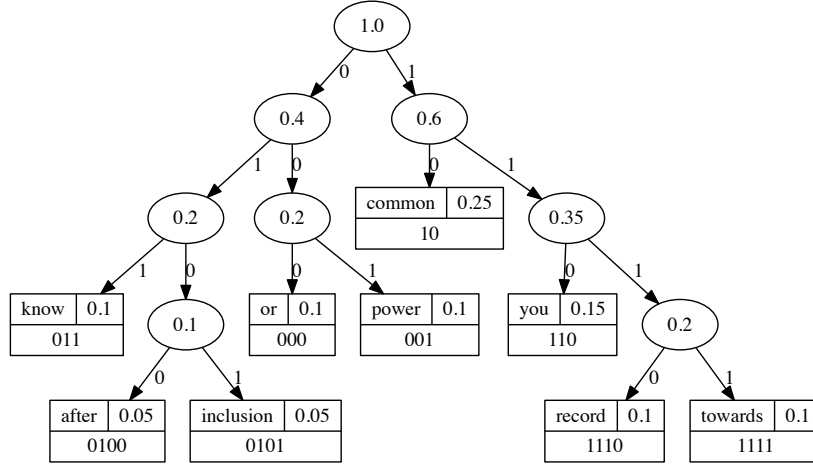 1.0
0 1
0.4 0.6
1 0 0 1
0.2 0.2 common 0.25 0.35
10
1 0 0 1 0 1
know 0.1 0.1 or 0.1 power 0.1 you 0.15 0.2
011 000 001 110
0 1 0 1
after 0.05 inclusion 0.05 record 0.1 towards 0.1
0100 0101 1110 1111